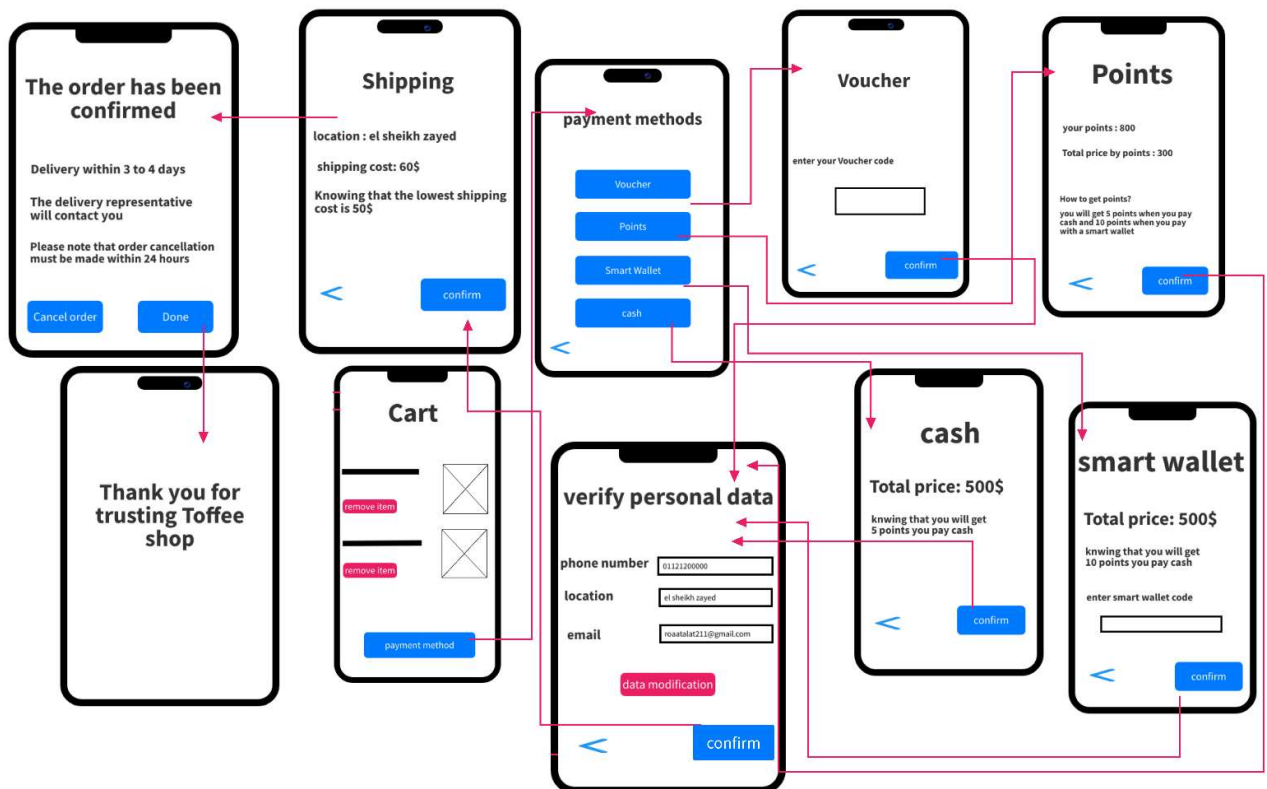 The order has been
confirmed
Delivery within 3 to 4 days
The delivery representative
will contact you
Please note that order cancellation
must be made within 24 hours
Cancel order
Done
Shipping
location : el sheikh zayed
shipping cost: 60$
Knowing that the lowest shipping
cost is 50$
confirm
payment methods
Voucher
Points
Smart Wallet
cash
Voucher
enter your Voucher code
confirm
Points
your points : 800
Total price by points : 300
How to get points?
you will get 5 points when you pay
cash and 10 points when you pay
with a smart wallet
confirm
Thank you for
trusting Toffee
shop
Cart
remove item
remove item
payment method
verify personal data
phone number
01121200000
location
el sheikh zayed
email
roaatalat211@gmail.com
data modification
confirm
cash
Total price: 500$
knwing that you will get
5 points you pay cash
confirm
smart wallet
Total price: 500$
knwing that you will get
10 points you pay cash
enter smart wallet code
confirm